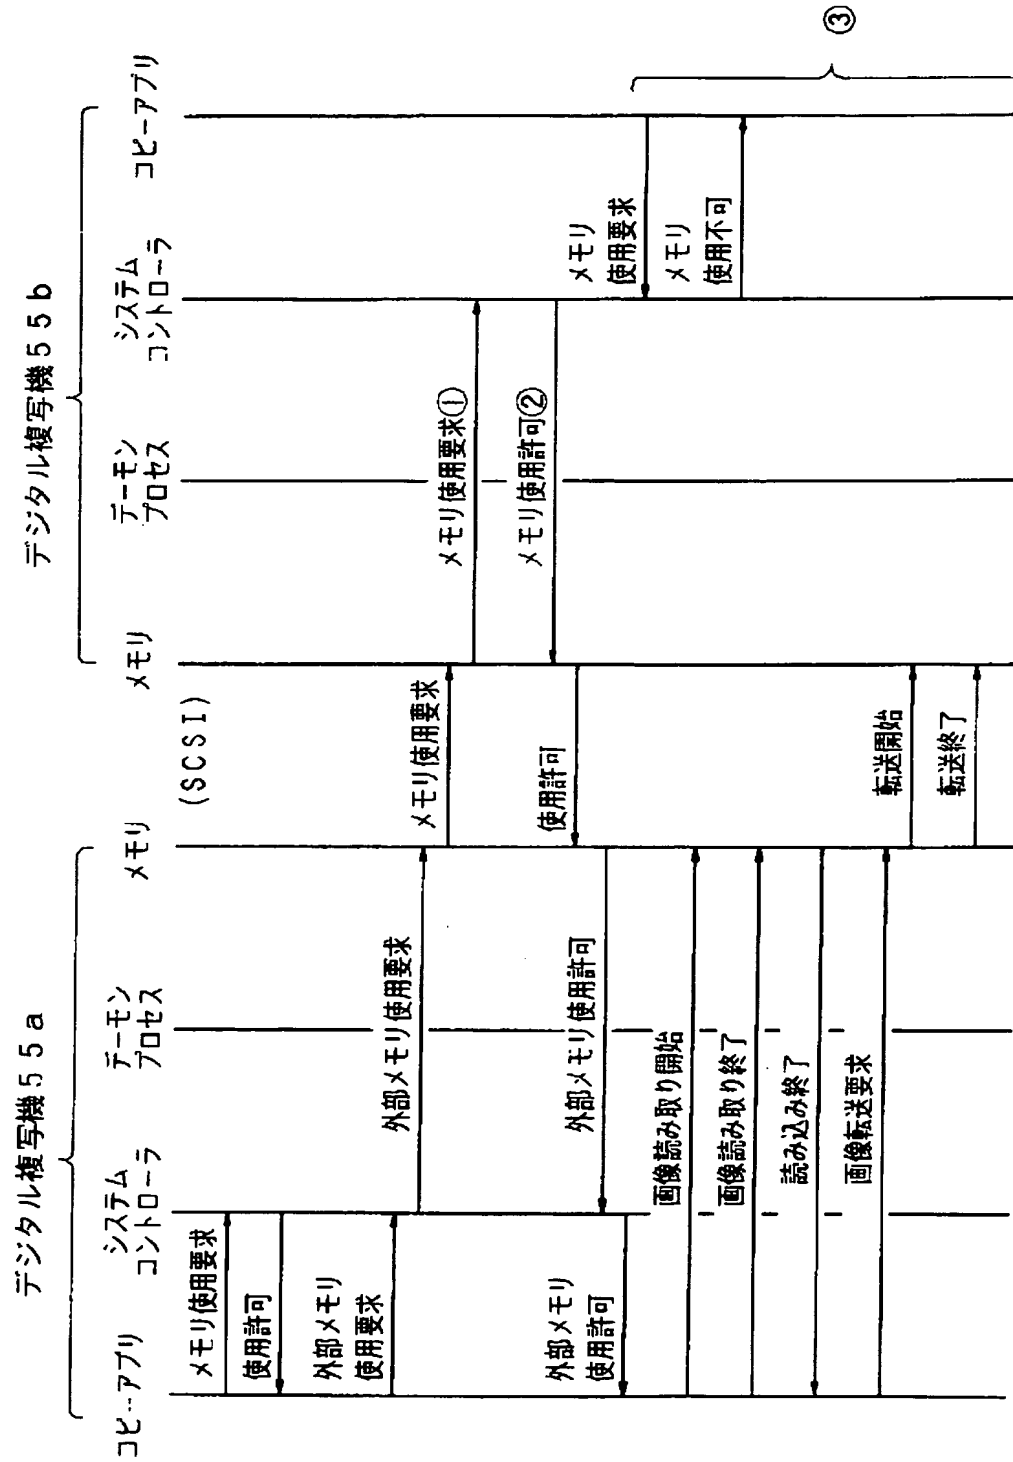 デジタル複写機55a
デジタル複写機55b
コピーアプリ
システム
コントローラ
デーモン
プロセス
メモリ
(SCSI)
メモリ
デーモン
プロセス
システム
コントローラ
コピーアプリ
メモリ使用要求
使用許可
外部メモリ
使用要求
外部メモリ使用要求
メモリ使用要求
メモリ使用要求①
メモリ使用許可②
使用許可
外部メモリ使用許可
外部メモリ
使用許可
メモリ
使用要求
画像読み取り開始
メモリ
使用不可
画像読み取り終了
読み込み終了
③
画像転送要求
転送開始
転送終了